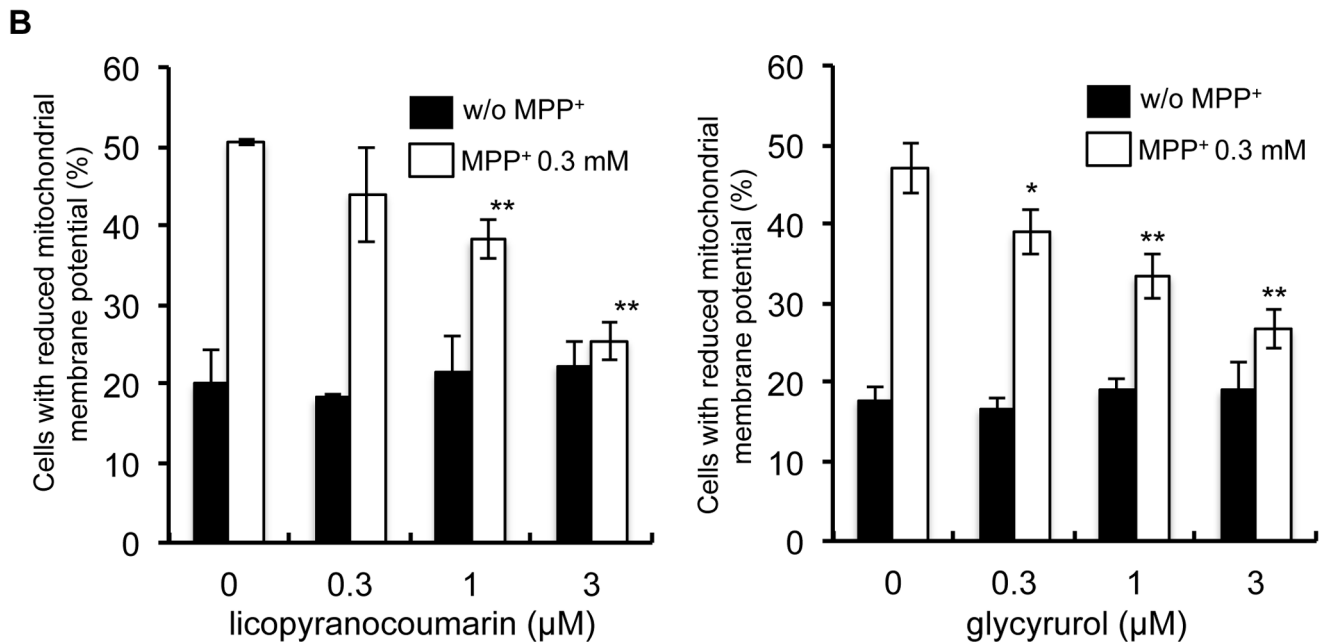 B
Cells with reduced mitochondrial
membrane potential (%)
60
50
40
30
20
10
0
w/o MPP⁺
MPP⁺ 0.3 mM
**
**
0 0.3 1 3
licopyranocoumarin (μM)
Cells with reduced mitochondrial
membrane potential (%)
60
50
40
30
20
10
0
w/o MPP⁺
MPP⁺ 0.3 mM
*
**
**
0 0.3 1 3
glycyrurol (μM)